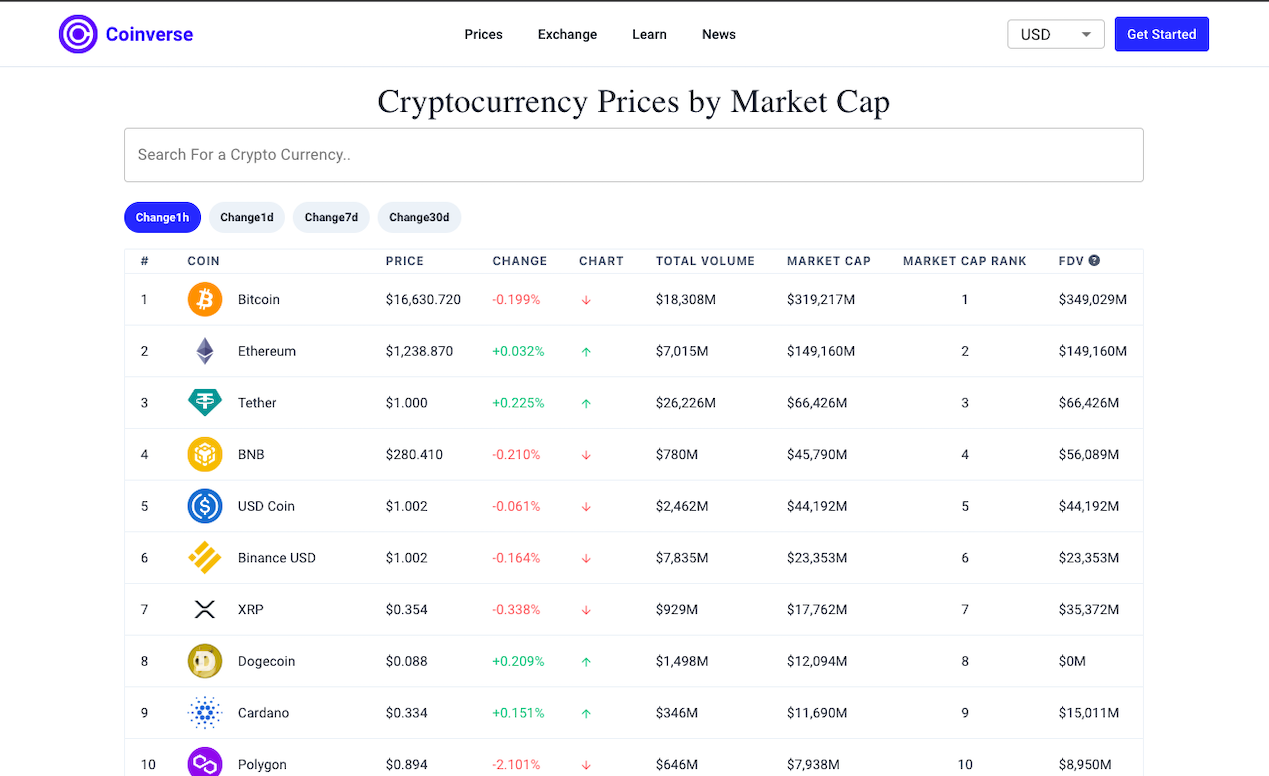 Coinverse Prices Exchange Learn News USD Get Started
Cryptocurrency Prices by Market Cap
Search For a Crypto Currency..
Change1h Change1d Change7d Change30d
# COIN PRICE CHANGE CHART TOTAL VOLUME MARKET CAP MARKET CAP RANK FDV ?
1 Bitcoin $16,630.720 -0.199% ↓ $18,308M $319,217M 1 $349,029M
2 Ethereum $1,238.870 +0.032% ↑ $7,015M $149,160M 2 $149,160M
3 Tether $1.000 +0.225% ↑ $26,226M $66,426M 3 $66,426M
4 BNB $280.410 -0.210% ↓ $780M $45,790M 4 $56,089M
5 USD Coin $1.002 -0.061% ↓ $2,462M $44,192M 5 $44,192M
6 Binance USD $1.002 -0.164% ↓ $7,835M $23,353M 6 $23,353M
7 XRP $0.354 -0.338% ↓ $929M $17,762M 7 $35,372M
8 Dogecoin $0.088 +0.209% ↑ $1,498M $12,094M 8 $0M
9 Cardano $0.334 +0.151% ↑ $346M $11,690M 9 $15,011M
10 Polygon $0.894 -2.101% ↓ $646M $7,938M 10 $8,950M